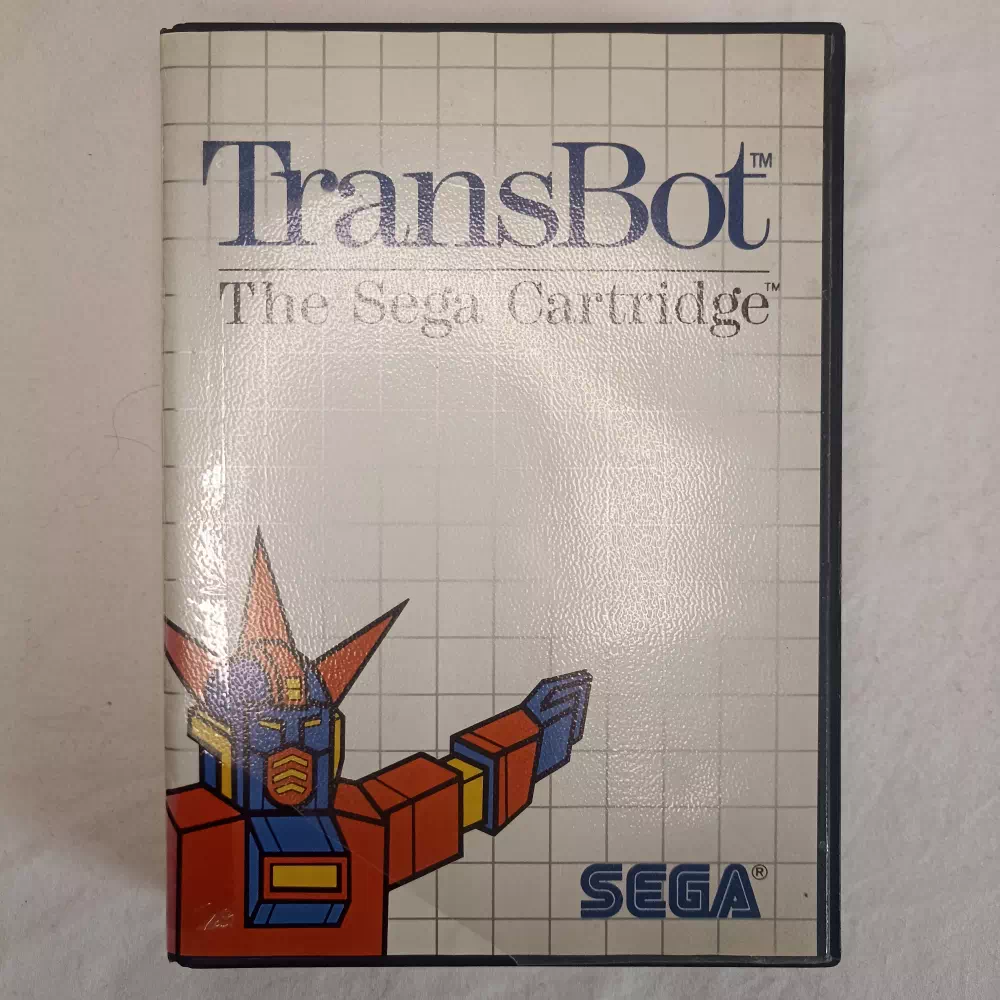 TransBot™
The Sega Cartridge™
SEGA®